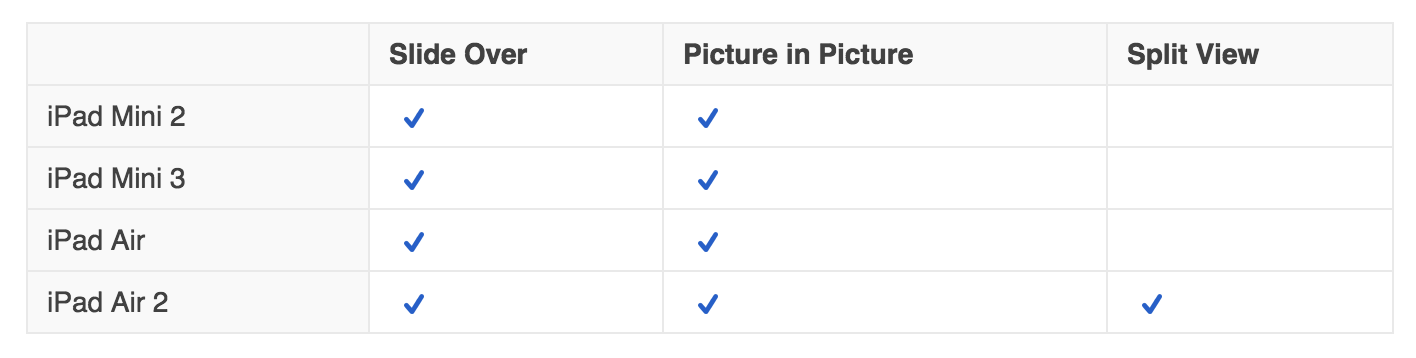 Slide Over Picture in Picture Split View
iPad Mini 2 ✓ ✓
iPad Mini 3 ✓ ✓
iPad Air ✓ ✓
iPad Air 2 ✓ ✓ ✓